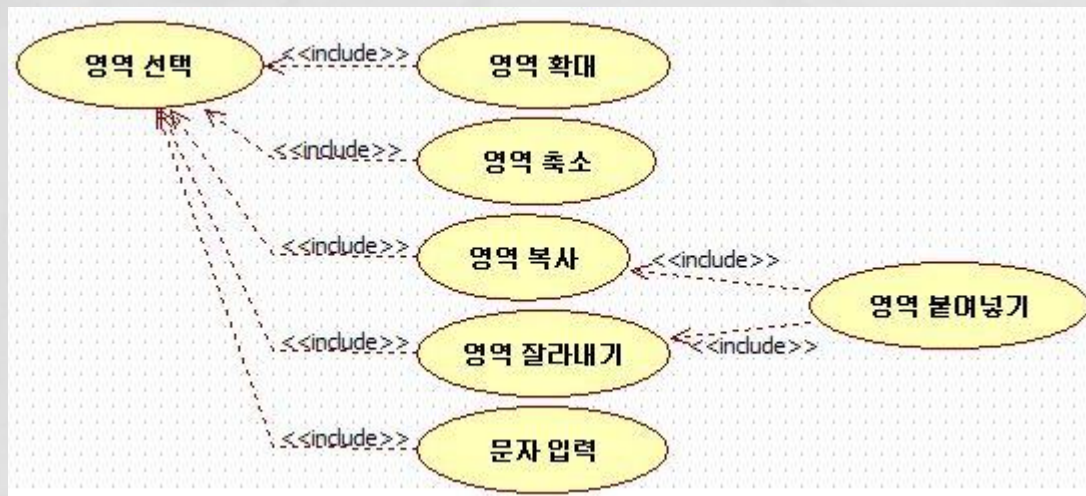 영역 선택
<<include>>
영역 확대
<<include>>
영역 축소
<<include>>
영역 복사
<<include>>
영역 붙여넣기
<<include>>
영역 잘라내기
<<include>>
<<include>>
문자 입력